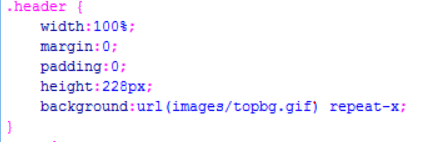 .header {
width:100%;
margin:0;
padding:0;
height:228px;
background:url(images/topbg.gif) repeat-x;
}